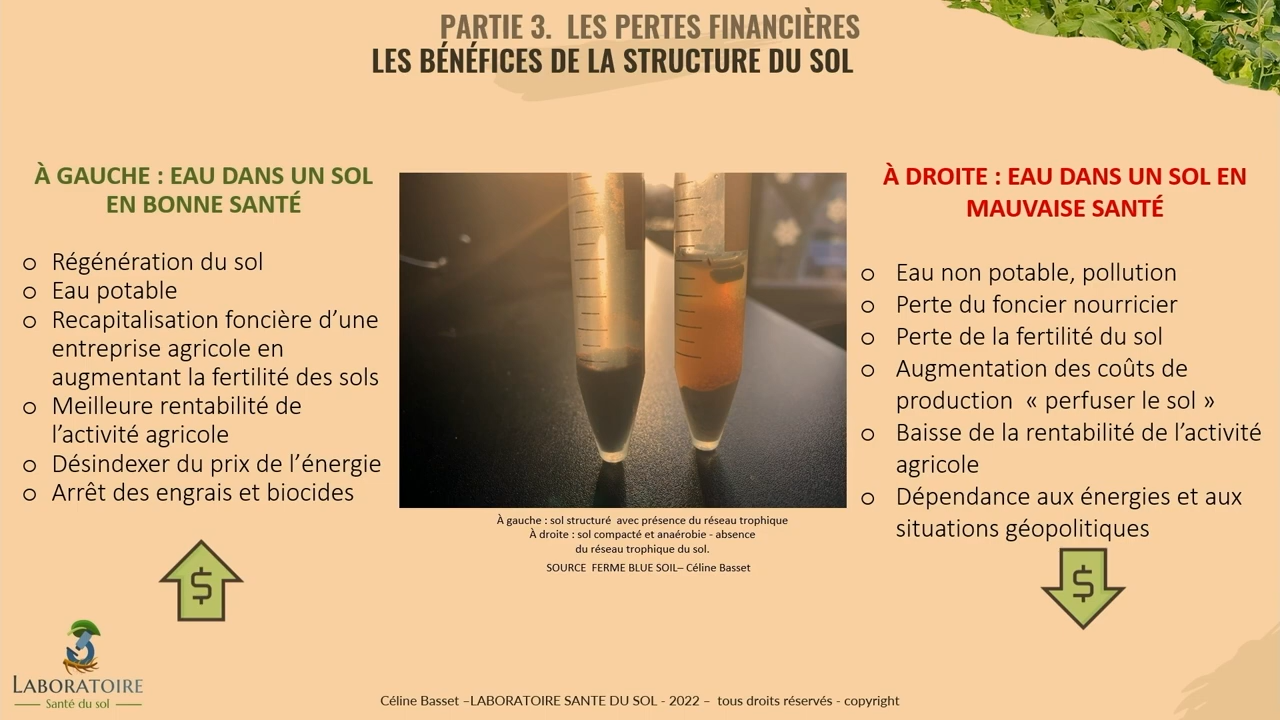 PARTIE 3. LES PERTES FINANCIÈRES
LES BÉNÉFICES DE LA STRUCTURE DU SOL
À GAUCHE : EAU DANS UN SOL
EN BONNE SANTÉ
o Régénération du sol
o Eau potable
o Recapitalisation foncière d’une
entreprise agricole en
augmentant la fertilité des sols
o Meilleure rentabilité de
l’activité agricole
o Désindexer du prix de l’énergie
o Arrêt des engrais et biocides
$
À gauche : sol structuré avec présence du réseau trophique
À droite : sol compacté et anaérobie - absence
du réseau trophique du sol.
SOURCE FERME BLUE SOIL– Céline Basset
À DROITE : EAU DANS UN SOL EN
MAUVAISE SANTÉ
o Eau non potable, pollution
o Perte du foncier nourricier
o Perte de la fertilité du sol
o Augmentation des coûts de
production « perfuser le sol »
o Baisse de la rentabilité de l’activité
agricole
o Dépendance aux énergies et aux
situations géopolitiques
$
LABORATOIRE
Santé du sol
Céline Basset –LABORATOIRE SANTE DU SOL - 2022 – tous droits réservés - copyright